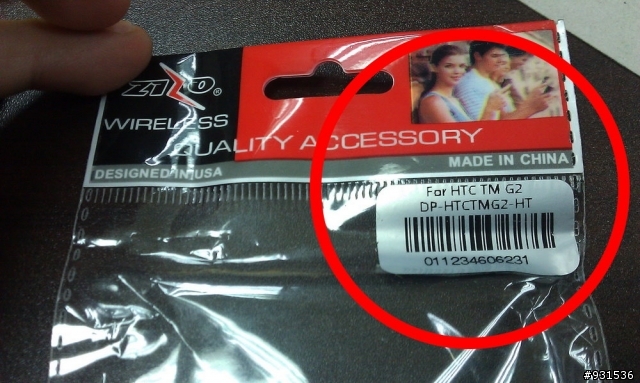 ZIZO®
WIRELESS
QUALITY ACCESSORY
DESIGNED IN USA
MADE IN CHINA
For HTC TM G2
DP-HTCTMG2-HT
011234606231
#931536